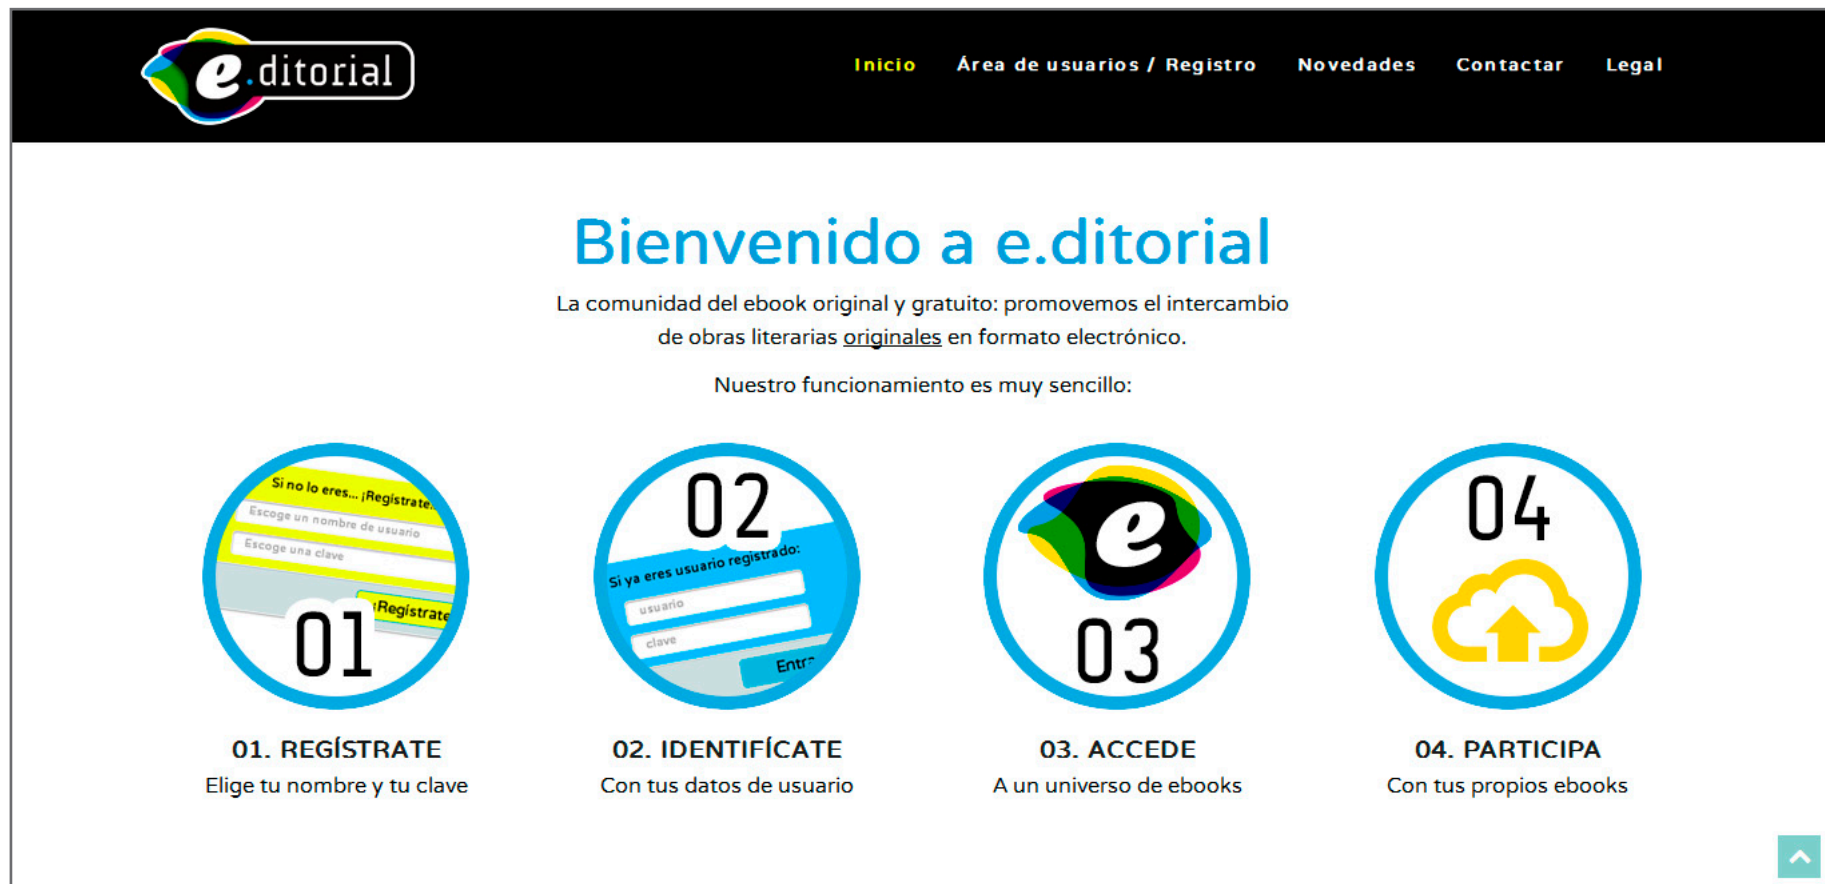 e.ditorial
Inicio Área de usuarios / Registro Novedades Contactar Legal
Bienvenido a e.ditorial
La comunidad del ebook original y gratuito: promovemos el intercambio
de obras literarias originales en formato electrónico.
Nuestro funcionamiento es muy sencillo:
Si no lo eres... ¡Regístrate..
Escoge un nombre de usuario
Escoge una clave
¡Regístrate
01
02
Si ya eres usuario registrado:
usuario
clave
Entra
e
03
04
01. REGÍSTRATE
Elige tu nombre y tu clave
02. IDENTIFÍCATE
Con tus datos de usuario
03. ACCEDE
A un universo de ebooks
04. PARTICIPA
Con tus propios ebooks